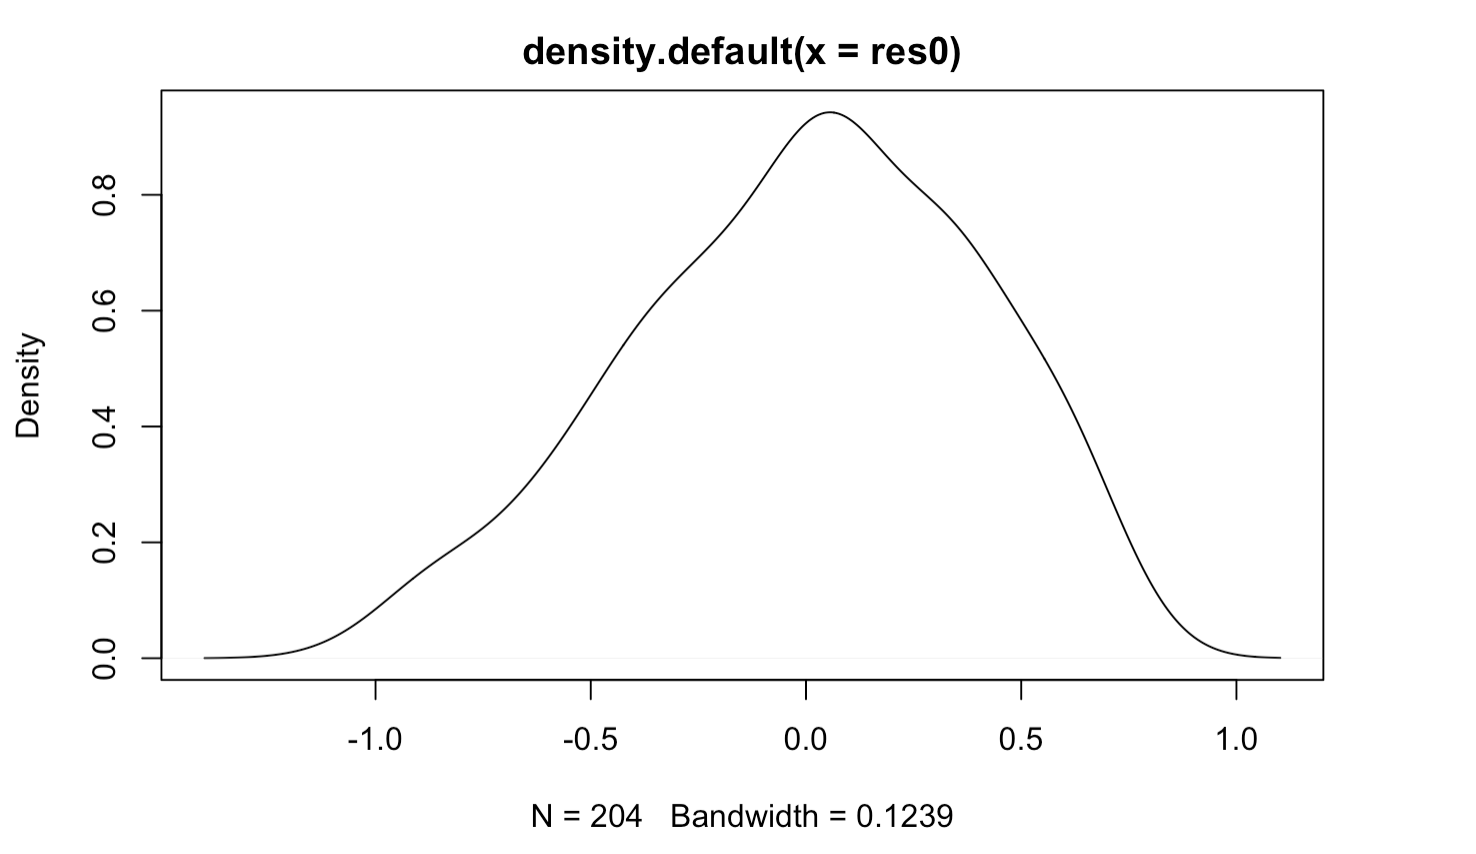 density.default(x = res0)
Density
0.0 0.2 0.4 0.6 0.8
-1.0 -0.5 0.0 0.5 1.0
N = 204 Bandwidth = 0.1239